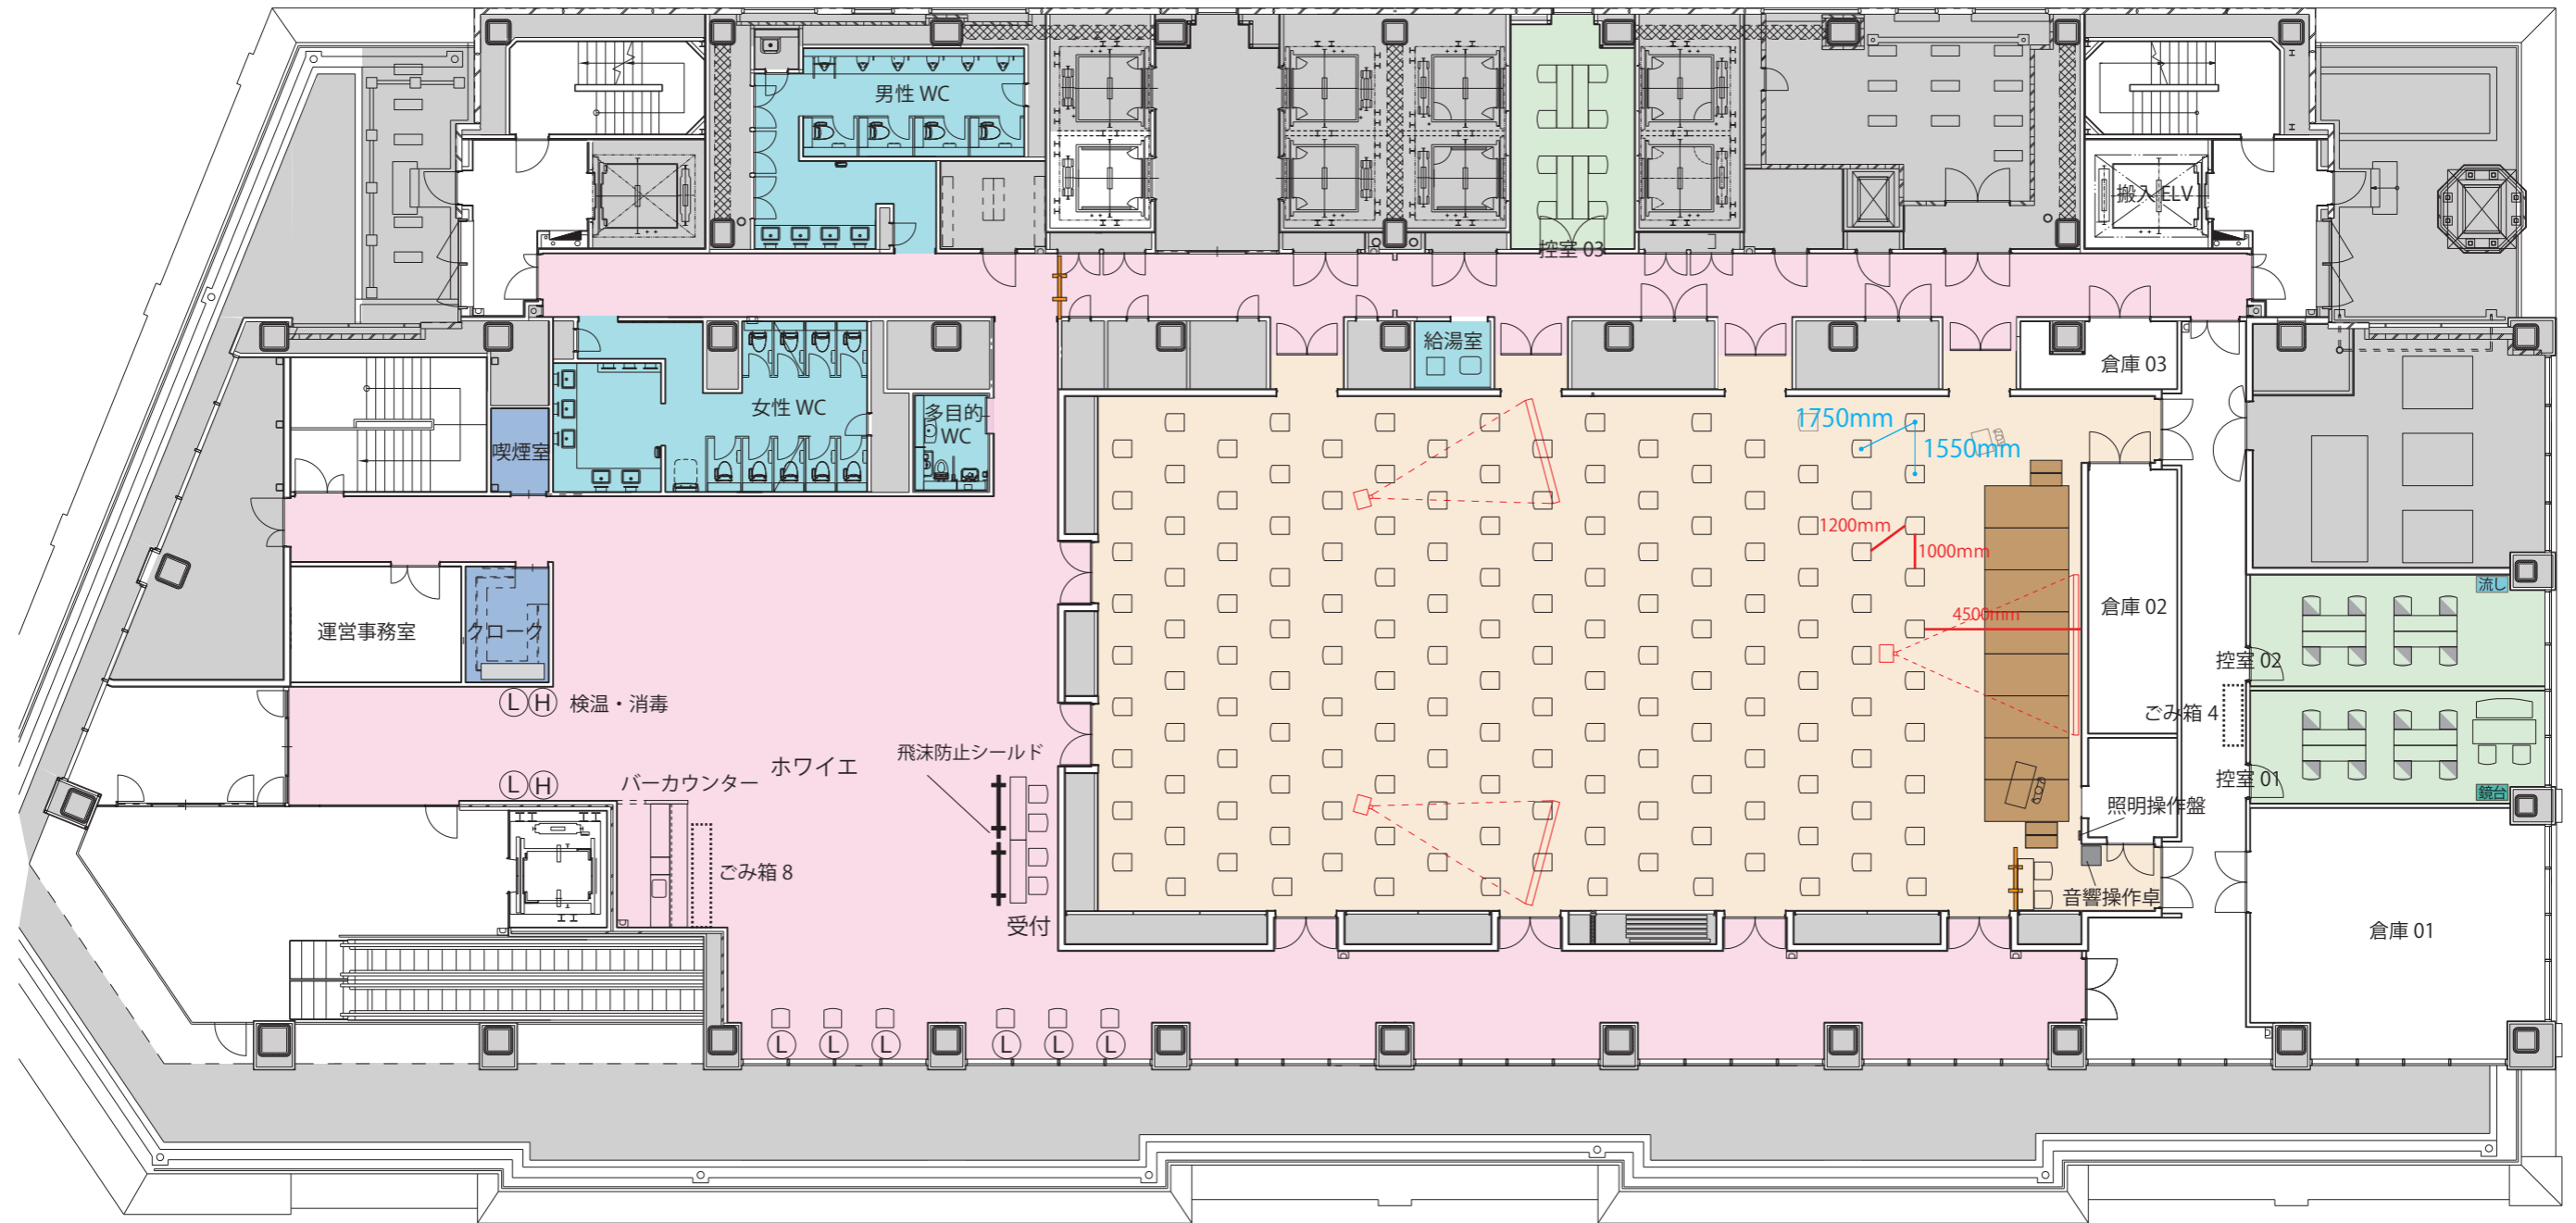 男性 WC
搬入 ELV
控室 03
給湯室
倉庫 03
女性 WC
多目的
WC
喫煙室
1750mm
1550mm
1200mm
1000mm
4500mm
倉庫 02
流し
運営事務室
クローク
控室 02
L H 検温・消毒
ごみ箱 4
飛沫防止シールド
ホワイエ
バーカウンター
L H
控室 01
鏡台
照明操作盤
ごみ箱 8
音響操作卓
受付
倉庫 01
L L L L L L